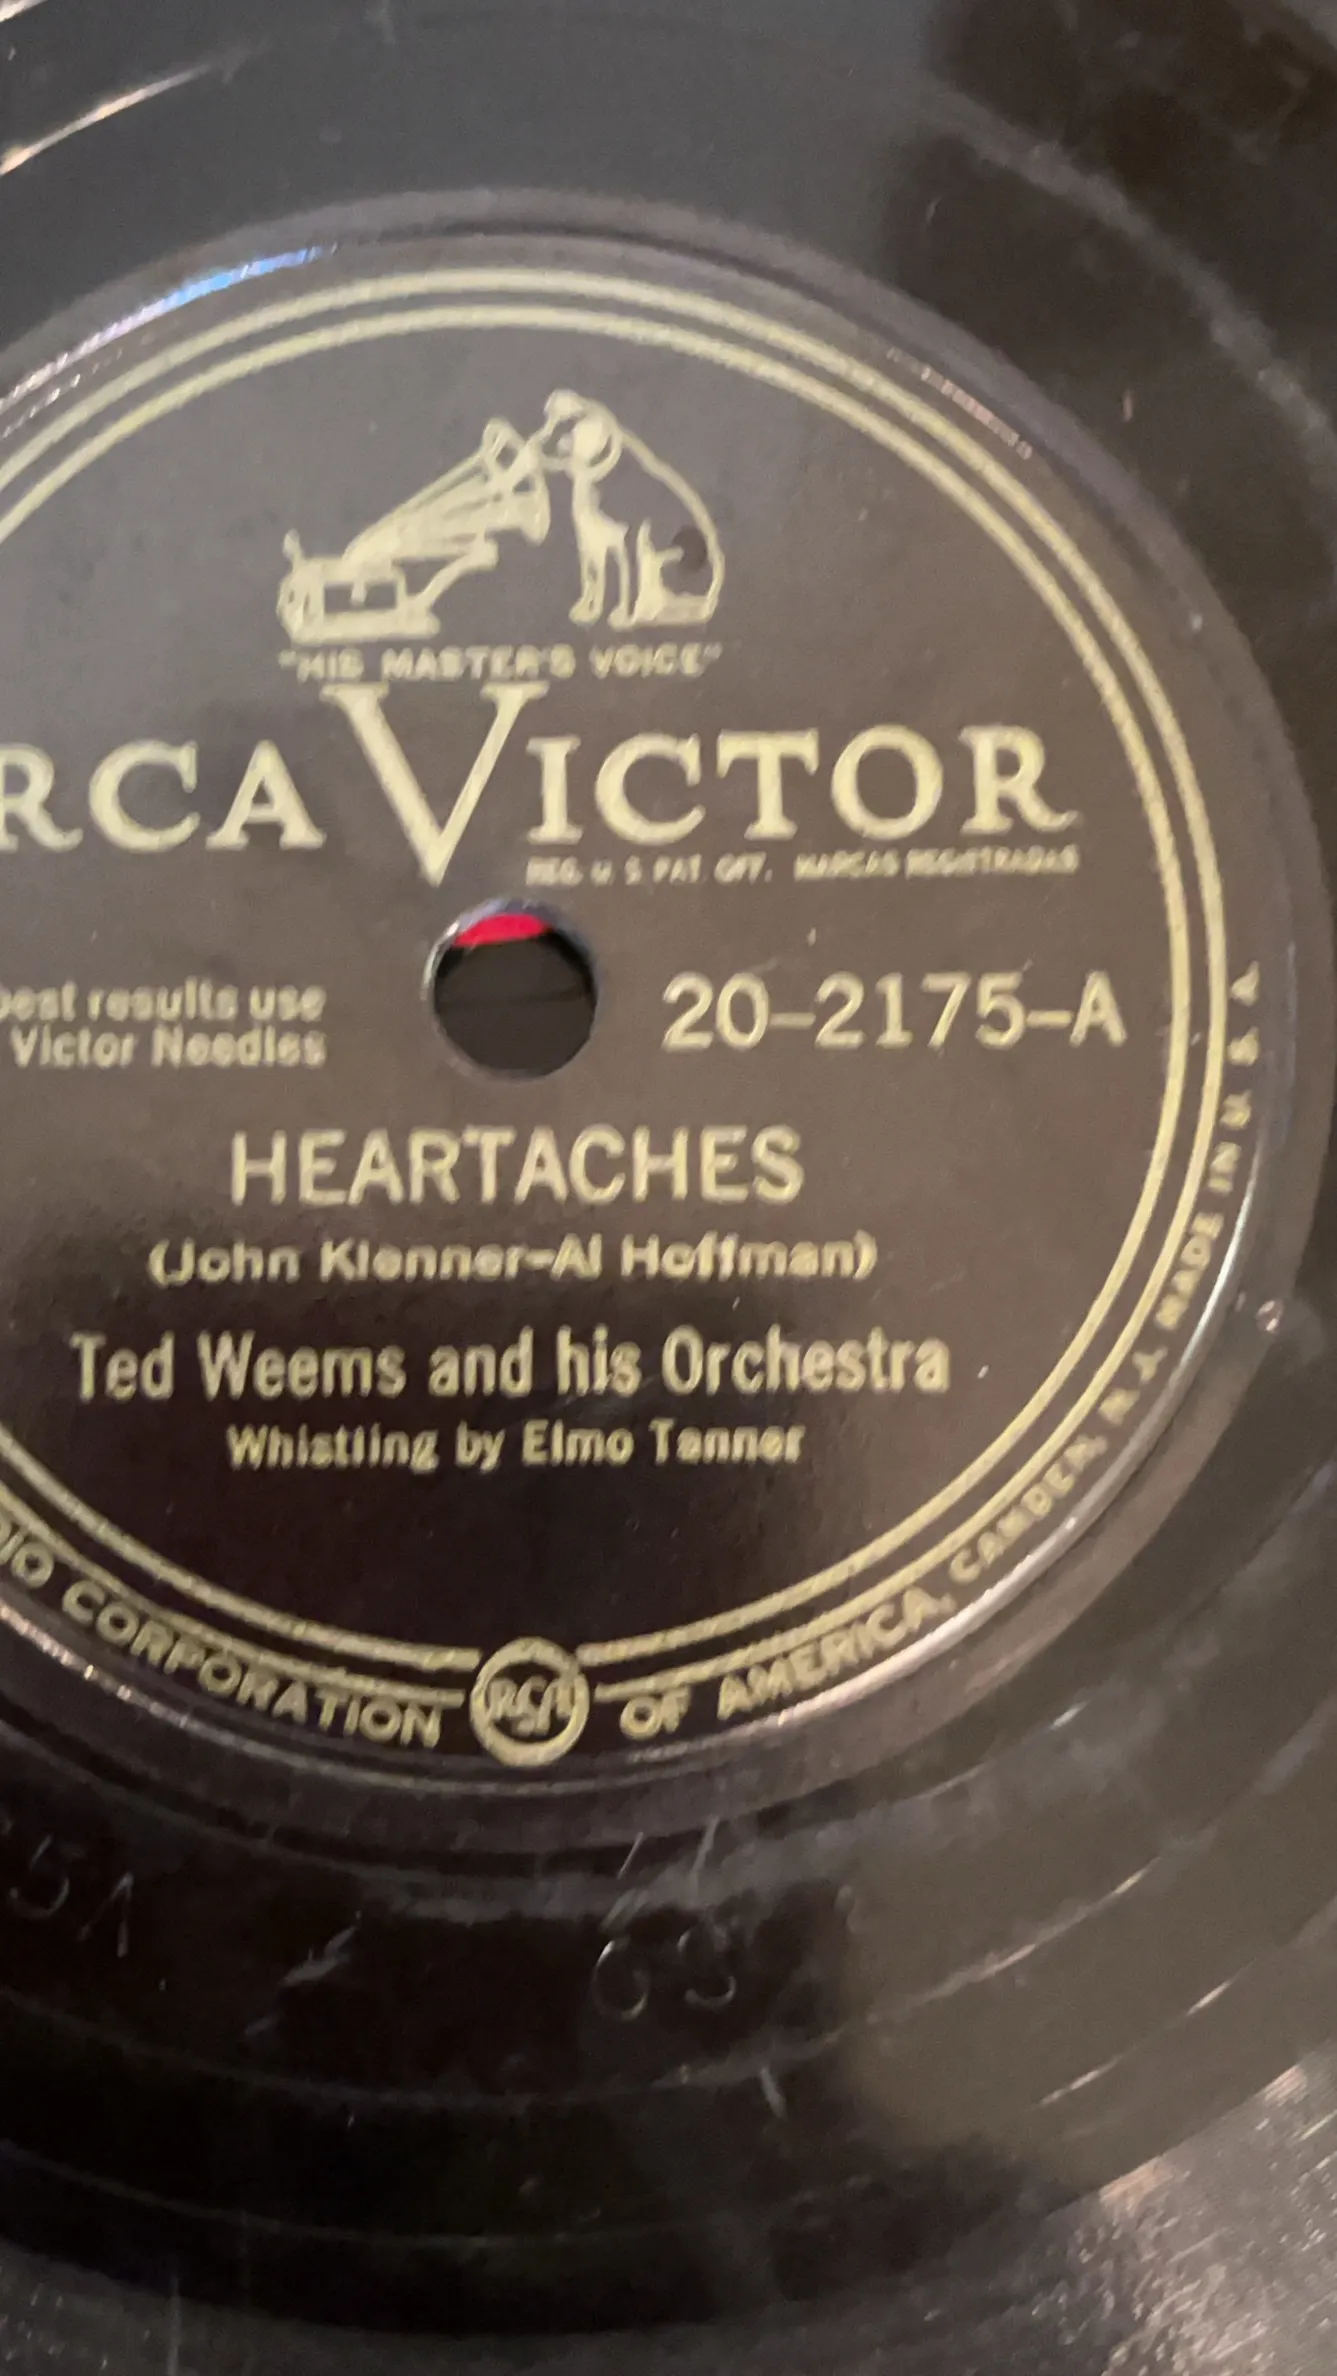 "HIS MASTER'S VOICE"
RCA VICTOR
REG. U. S. PAT. OFF. MARCAS REGISTRADAS
best results use
Victor Needles
20-2175-A
HEARTACHES
(John Klenner-Al Hoffman)
Ted Weems and his Orchestra
Whistling by Elmo Tanner
CORPORATION RCA OF AMERICA, CAMDEN, N. J. MADE IN U. S. A.